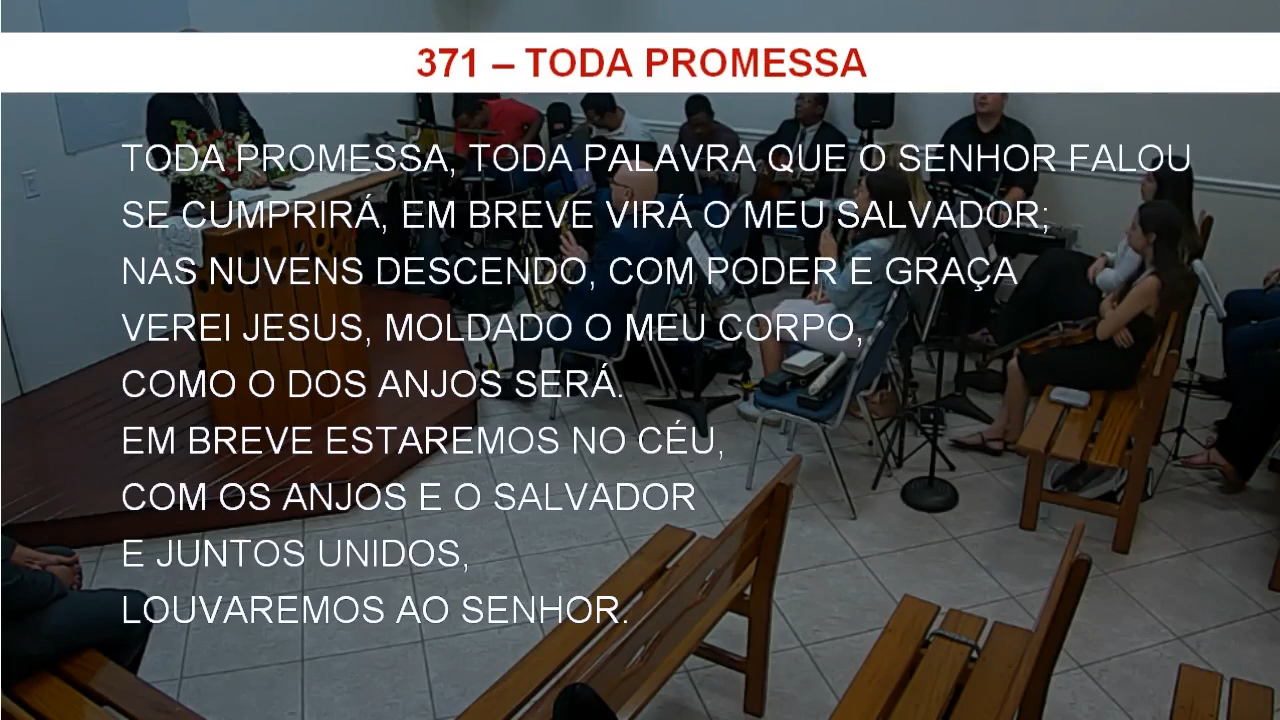 371 – TODA PROMESSA
TODA PROMESSA, TODA PALAVRA QUE O SENHOR FALOU
SE CUMPRIRÁ, EM BREVE VIRÁ O MEU SALVADOR;
NAS NUVENS DESCENDO, COM PODER E GRAÇA
VEREI JESUS, MOLDADO O MEU CORPO,
COMO O DOS ANJOS SERÁ.
EM BREVE ESTAREMOS NO CÉU,
COM OS ANJOS E O SALVADOR
E JUNTOS UNIDOS,
LOUVAREMOS AO SENHOR.